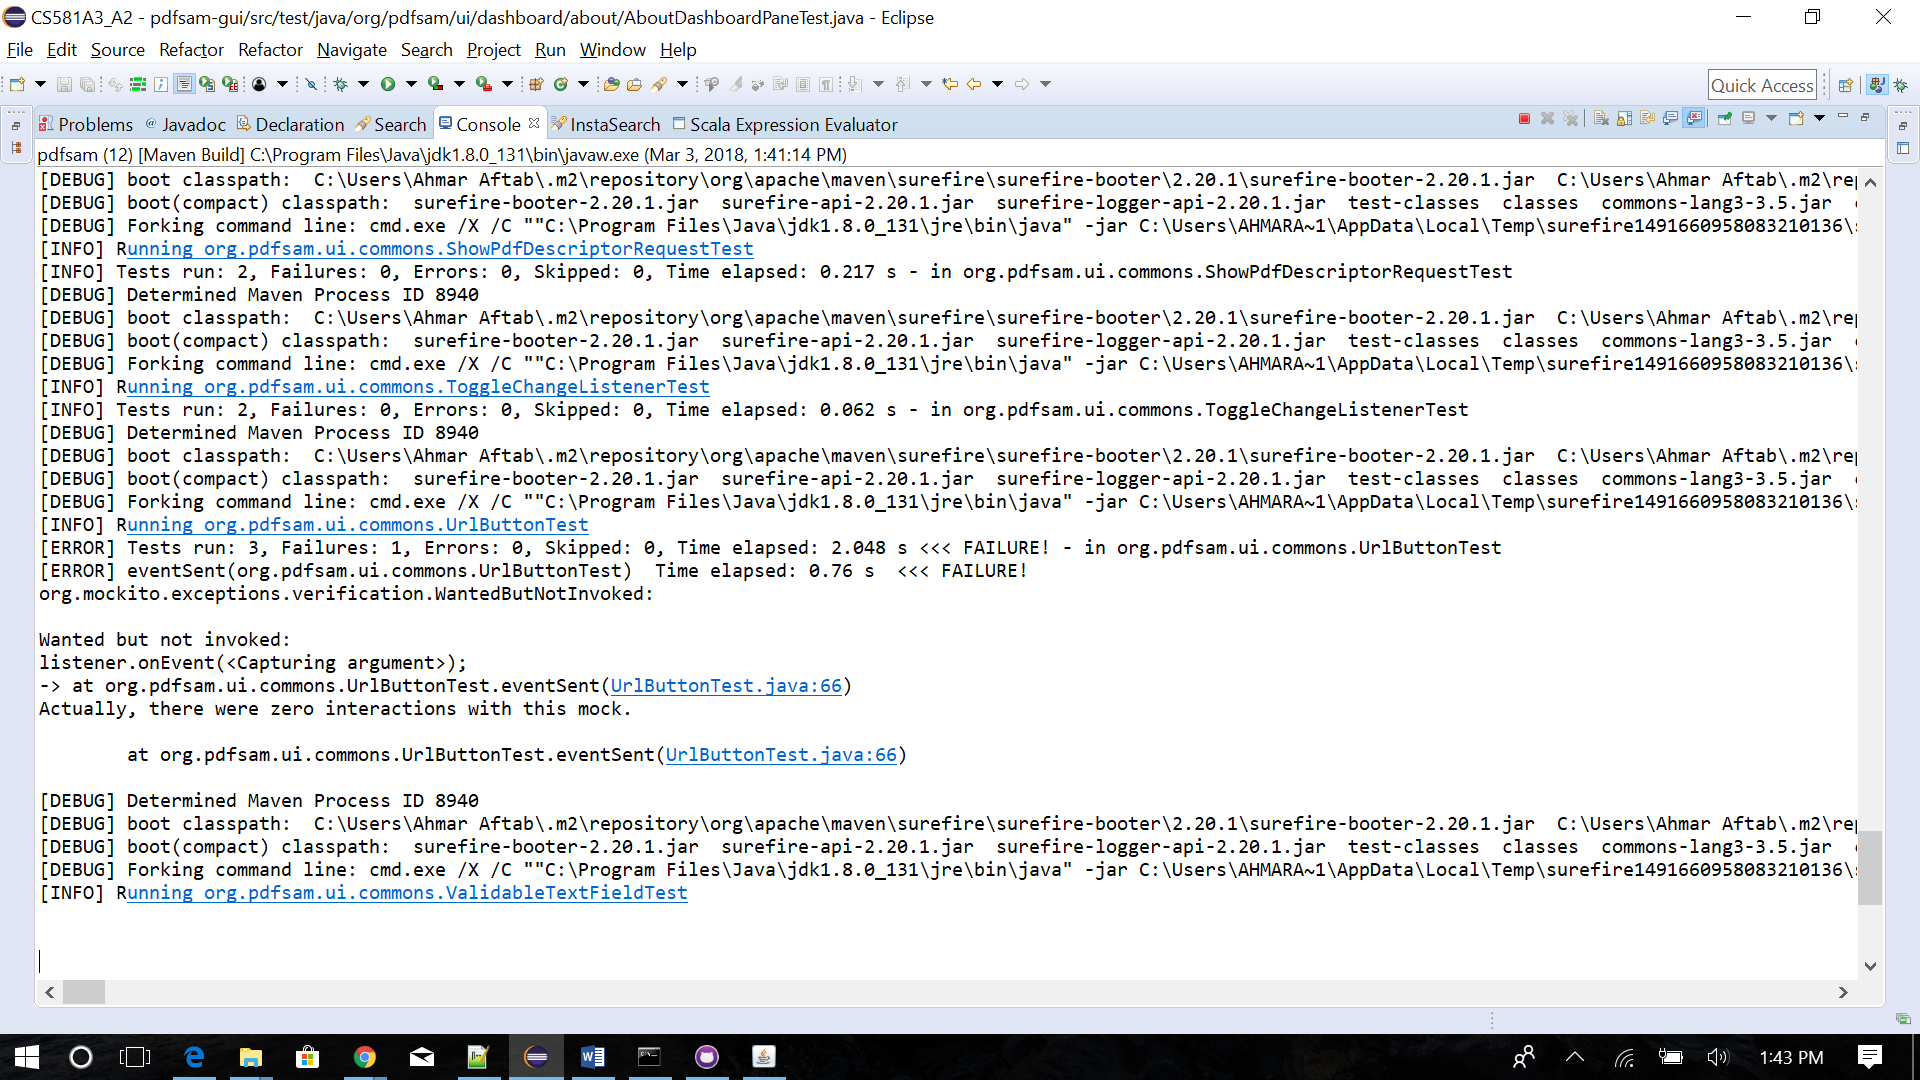 CS581A3_A2 - pdfsam-gui/src/test/java/org/pdfsam/ui/dashboard/about/AboutDashboardPaneTest.java - Eclipse
File Edit Source Refactor Refactor Navigate Search Project Run Window Help
Quick Access
Problems @ Javadoc Declaration Search Console InstaSearch Scala Expression Evaluator
pdfsam (12) [Maven Build] C:\Program Files\Java\jdk1.8.0_131\bin\javaw.exe (Mar 3, 2018, 1:41:14 PM)
[DEBUG] boot classpath:  C:\Users\Ahmar Aftab\.m2\repository\org\apache\maven\surefire\surefire-booter\2.20.1\surefire-booter-2.20.1.jar  C:\Users\Ahmar Aftab\.m2\rep
[DEBUG] boot(compact) classpath:  surefire-booter-2.20.1.jar  surefire-api-2.20.1.jar  surefire-logger-api-2.20.1.jar  test-classes  classes  commons-lang3-3.5.jar
[DEBUG] Forking command line: cmd.exe /X /C ""C:\Program Files\Java\jdk1.8.0_131\jre\bin\java" -jar C:\Users\AHMARA~1\AppData\Local\Temp\surefire1491660958083210136\
[INFO] Running org.pdfsam.ui.commons.ShowPdfDescriptorRequestTest
[INFO] Tests run: 2, Failures: 0, Errors: 0, Skipped: 0, Time elapsed: 0.217 s - in org.pdfsam.ui.commons.ShowPdfDescriptorRequestTest
[DEBUG] Determined Maven Process ID 8940
[DEBUG] boot classpath:  C:\Users\Ahmar Aftab\.m2\repository\org\apache\maven\surefire\surefire-booter\2.20.1\surefire-booter-2.20.1.jar  C:\Users\Ahmar Aftab\.m2\rep
[DEBUG] boot(compact) classpath:  surefire-booter-2.20.1.jar  surefire-api-2.20.1.jar  surefire-logger-api-2.20.1.jar  test-classes  classes  commons-lang3-3.5.jar
[DEBUG] Forking command line: cmd.exe /X /C ""C:\Program Files\Java\jdk1.8.0_131\jre\bin\java" -jar C:\Users\AHMARA~1\AppData\Local\Temp\surefire1491660958083210136\
[INFO] Running org.pdfsam.ui.commons.ToggleChangeListenerTest
[INFO] Tests run: 2, Failures: 0, Errors: 0, Skipped: 0, Time elapsed: 0.062 s - in org.pdfsam.ui.commons.ToggleChangeListenerTest
[DEBUG] Determined Maven Process ID 8940
[DEBUG] boot classpath:  C:\Users\Ahmar Aftab\.m2\repository\org\apache\maven\surefire\surefire-booter\2.20.1\surefire-booter-2.20.1.jar  C:\Users\Ahmar Aftab\.m2\rep
[DEBUG] boot(compact) classpath:  surefire-booter-2.20.1.jar  surefire-api-2.20.1.jar  surefire-logger-api-2.20.1.jar  test-classes  classes  commons-lang3-3.5.jar
[DEBUG] Forking command line: cmd.exe /X /C ""C:\Program Files\Java\jdk1.8.0_131\jre\bin\java" -jar C:\Users\AHMARA~1\AppData\Local\Temp\surefire1491660958083210136\
[INFO] Running org.pdfsam.ui.commons.UrlButtonTest
[ERROR] Tests run: 3, Failures: 1, Errors: 0, Skipped: 0, Time elapsed: 2.048 s <<< FAILURE! - in org.pdfsam.ui.commons.UrlButtonTest
[ERROR] eventSent(org.pdfsam.ui.commons.UrlButtonTest)  Time elapsed: 0.76 s  <<< FAILURE!
org.mockito.exceptions.verification.WantedButNotInvoked:
Wanted but not invoked:
listener.onEvent(<Capturing argument>);
-> at org.pdfsam.ui.commons.UrlButtonTest.eventSent(UrlButtonTest.java:66)
Actually, there were zero interactions with this mock.
at org.pdfsam.ui.commons.UrlButtonTest.eventSent(UrlButtonTest.java:66)
[DEBUG] Determined Maven Process ID 8940
[DEBUG] boot classpath:  C:\Users\Ahmar Aftab\.m2\repository\org\apache\maven\surefire\surefire-booter\2.20.1\surefire-booter-2.20.1.jar  C:\Users\Ahmar Aftab\.m2\rep
[DEBUG] boot(compact) classpath:  surefire-booter-2.20.1.jar  surefire-api-2.20.1.jar  surefire-logger-api-2.20.1.jar  test-classes  classes  commons-lang3-3.5.jar
[DEBUG] Forking command line: cmd.exe /X /C ""C:\Program Files\Java\jdk1.8.0_131\jre\bin\java" -jar C:\Users\AHMARA~1\AppData\Local\Temp\surefire1491660958083210136\
[INFO] Running org.pdfsam.ui.commons.ValidableTextFieldTest
1:43 PM